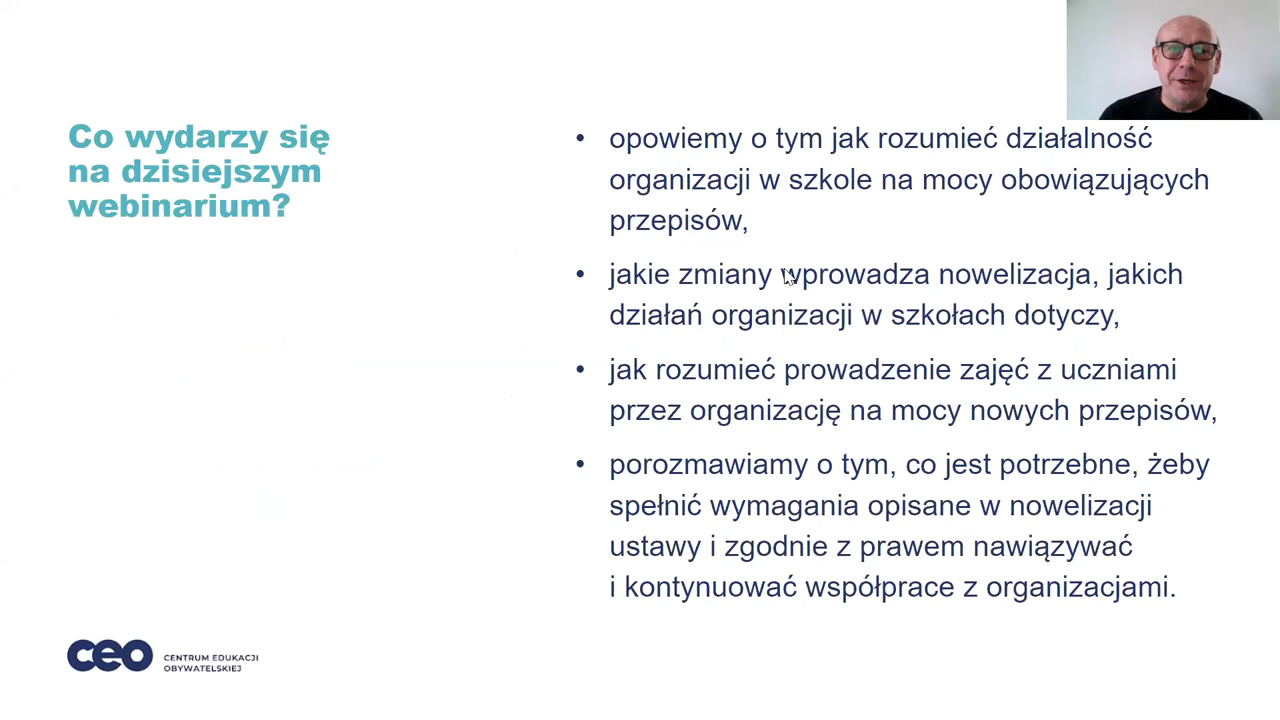 Co wydarzy się
na dzisiejszym
webinarium?
• opowiemy o tym jak rozumieć działalność
organizacji w szkole na mocy obowiązujących
przepisów,
• jakie zmiany wprowadza nowelizacja, jakich
działań organizacji w szkołach dotyczy,
• jak rozumieć prowadzenie zajęć z uczniami
przez organizację na mocy nowych przepisów,
• porozmawiamy o tym, co jest potrzebne, żeby
spełnić wymagania opisane w nowelizacji
ustawy i zgodnie z prawem nawiązywać
i kontynuować współprace z organizacjami.
ceo CENTRUM EDUKACJI
OBYWATELSKIEJ